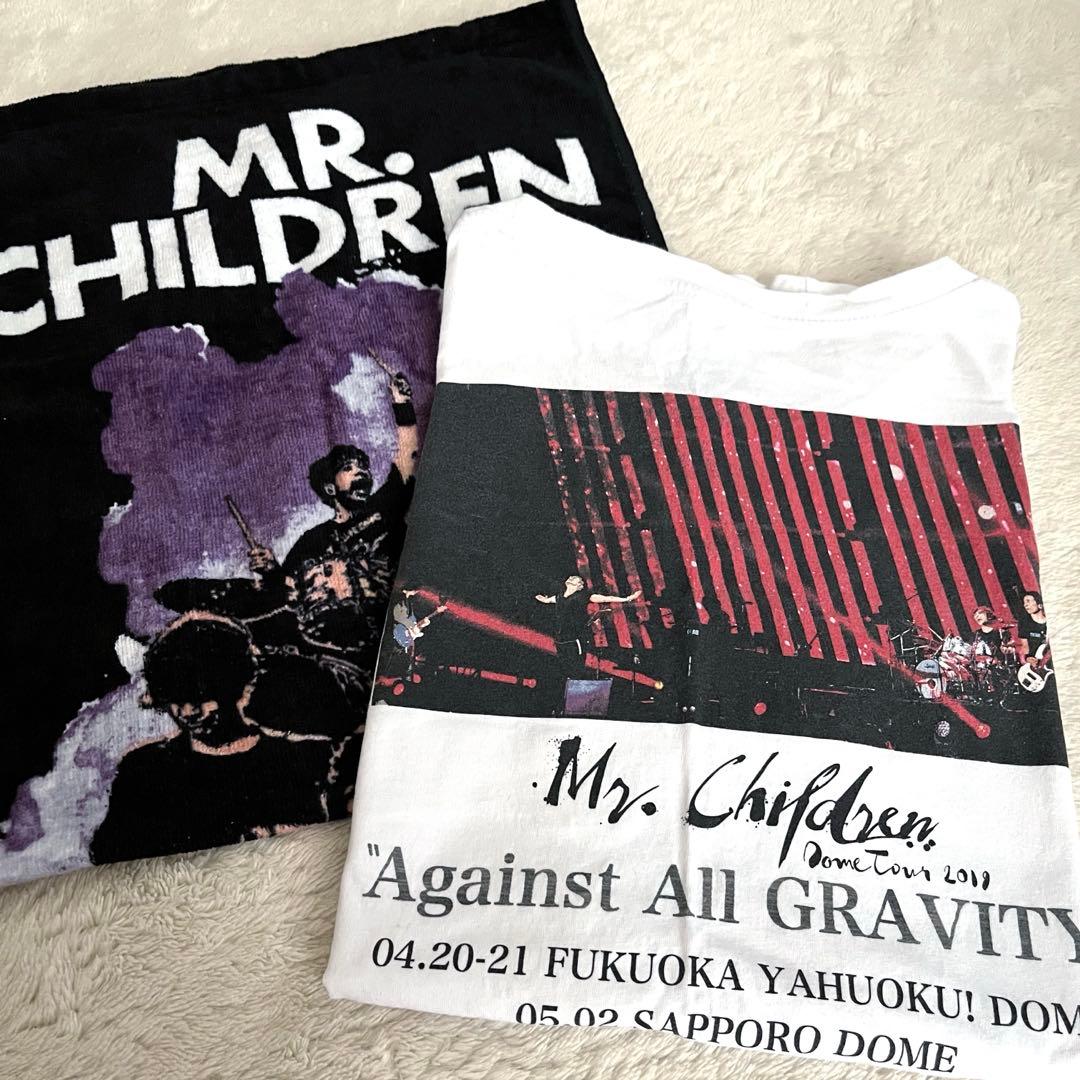 MR.
CHILDREN
Mr. Children
Dome Tour 2019
"Against All GRAVITY
04.20-21 FUKUOKA YAHUOKU! DOM
05.02 SAPPORO DOME